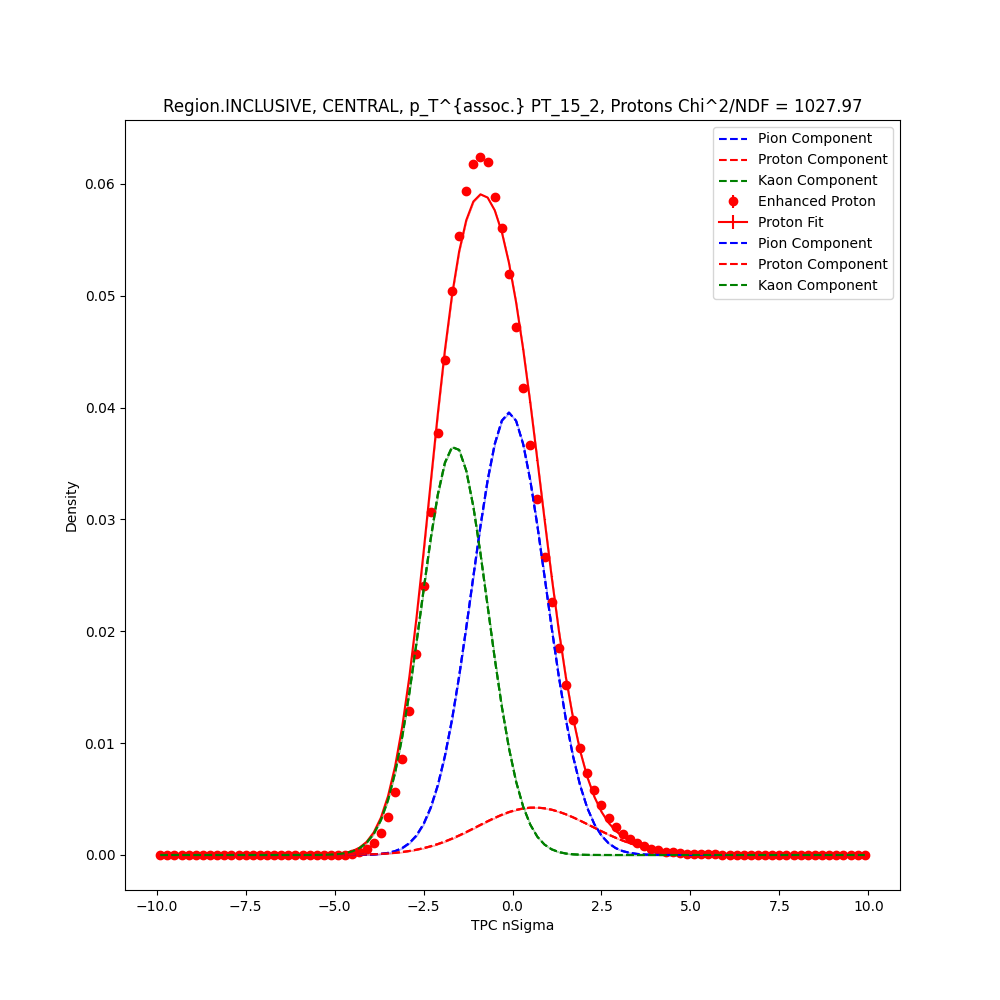 Region.INCLUSIVE, CENTRAL, p_T^{assoc.} PT_15_2, Protons Chi^2/NDF = 1027.97
Pion Component
Proton Component
Kaon Component
Enhanced Proton
Proton Fit
Pion Component
Proton Component
Kaon Component
0.06
0.05
0.04
0.03
0.02
0.01
0.00
Density
−10.0 −7.5 −5.0 −2.5 0.0 2.5 5.0 7.5 10.0
TPC nSigma